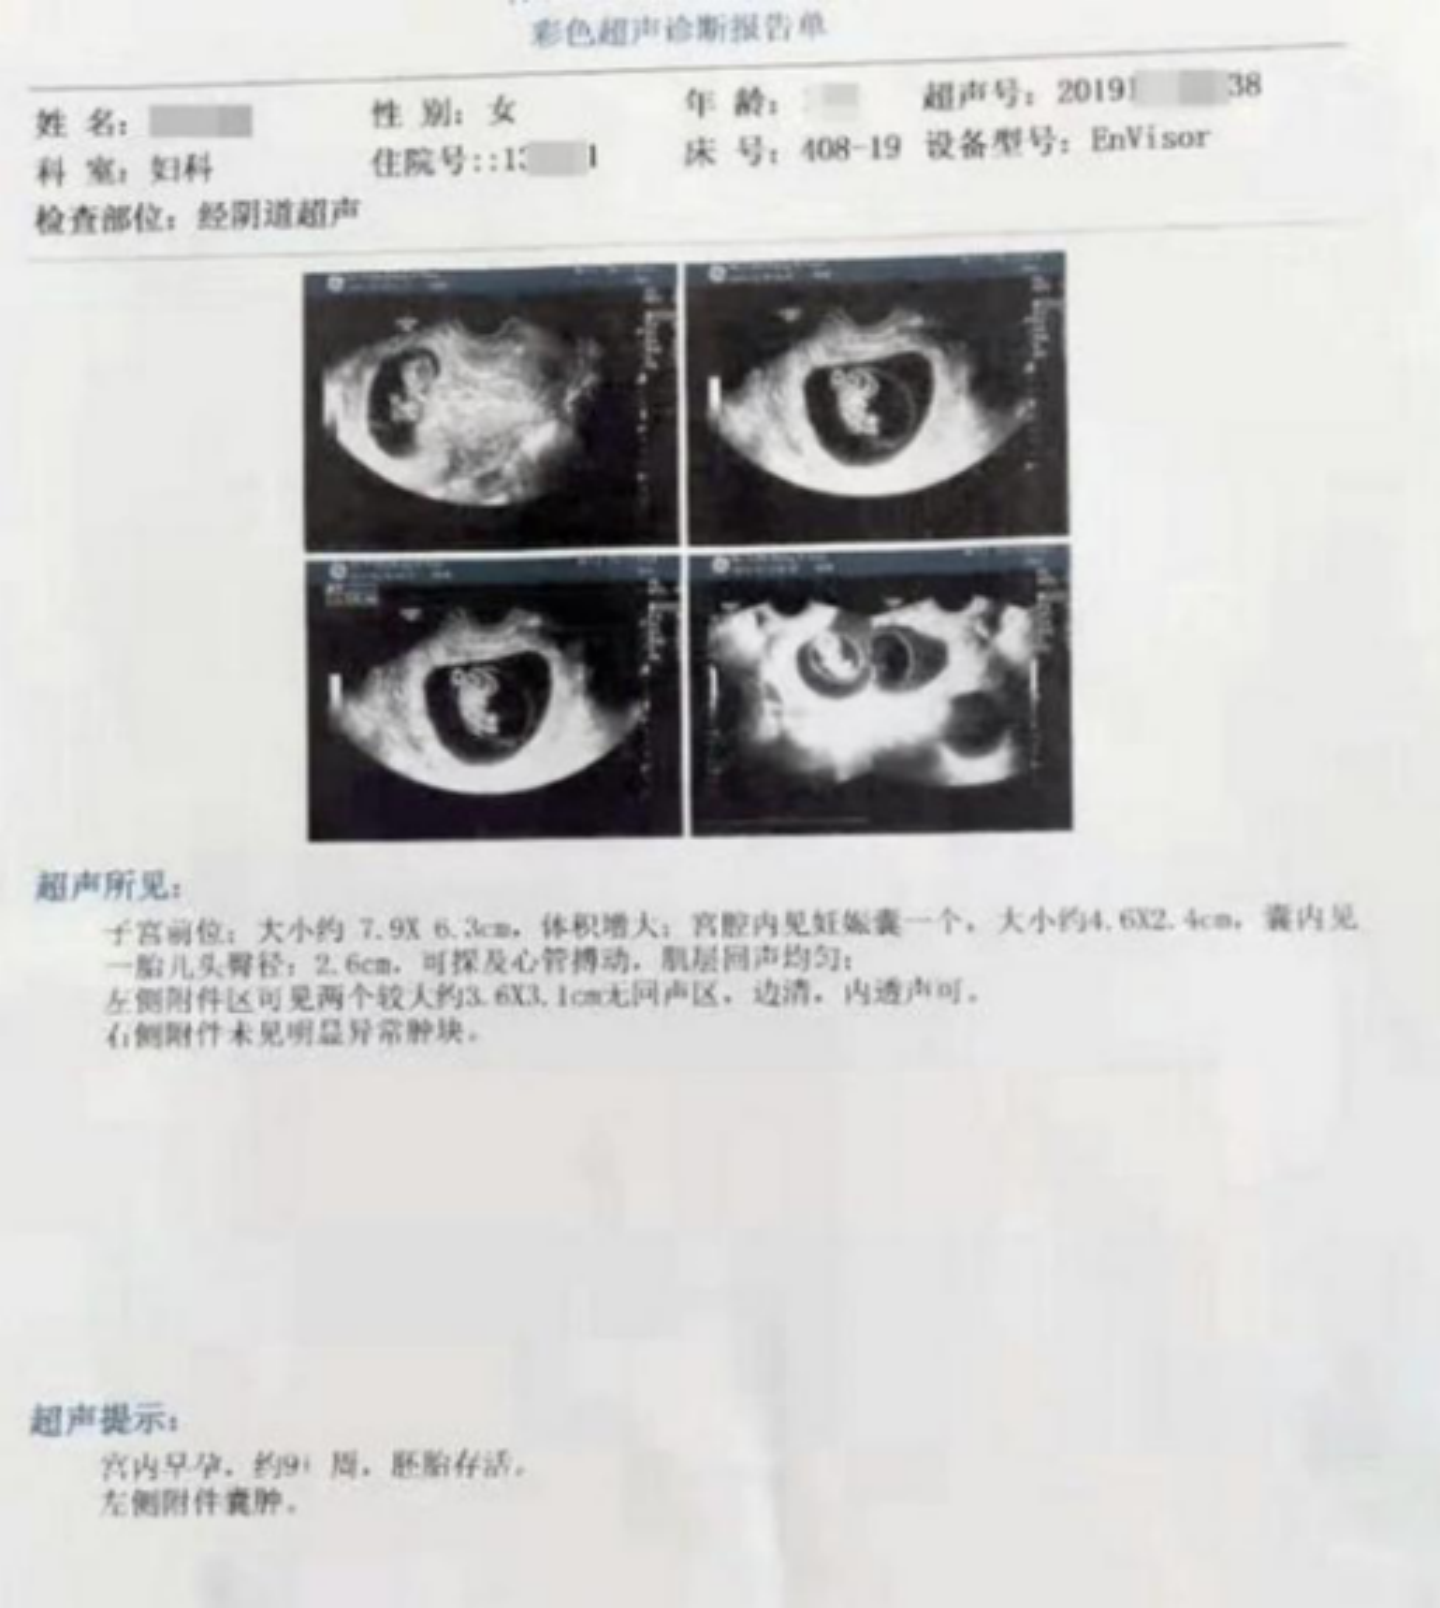 彩色超声诊断报告单
姓 名： 性 别：女 年 龄： 超声号：2019 38
科 室：妇科 住院号::13 1 床 号：408-19 设备型号：EnVisor
检查部位：经阴道超声
超声所见：
子宫前位：大小约 7.9X 6.3cm，体积增大；宫腔内见妊娠囊一个，大小约4.6X2.4cm，囊内见
一胎儿头臀径：2.6cm，可探及心管搏动，肌层回声均匀；
左侧附件区可见两个较大约3.6X3.1cm无回声区，边清，内透声可。
右侧附件未见明显异常肿块。
超声提示：
宫内早孕，约9+ 周，胚胎存活。
左侧附件囊肿。